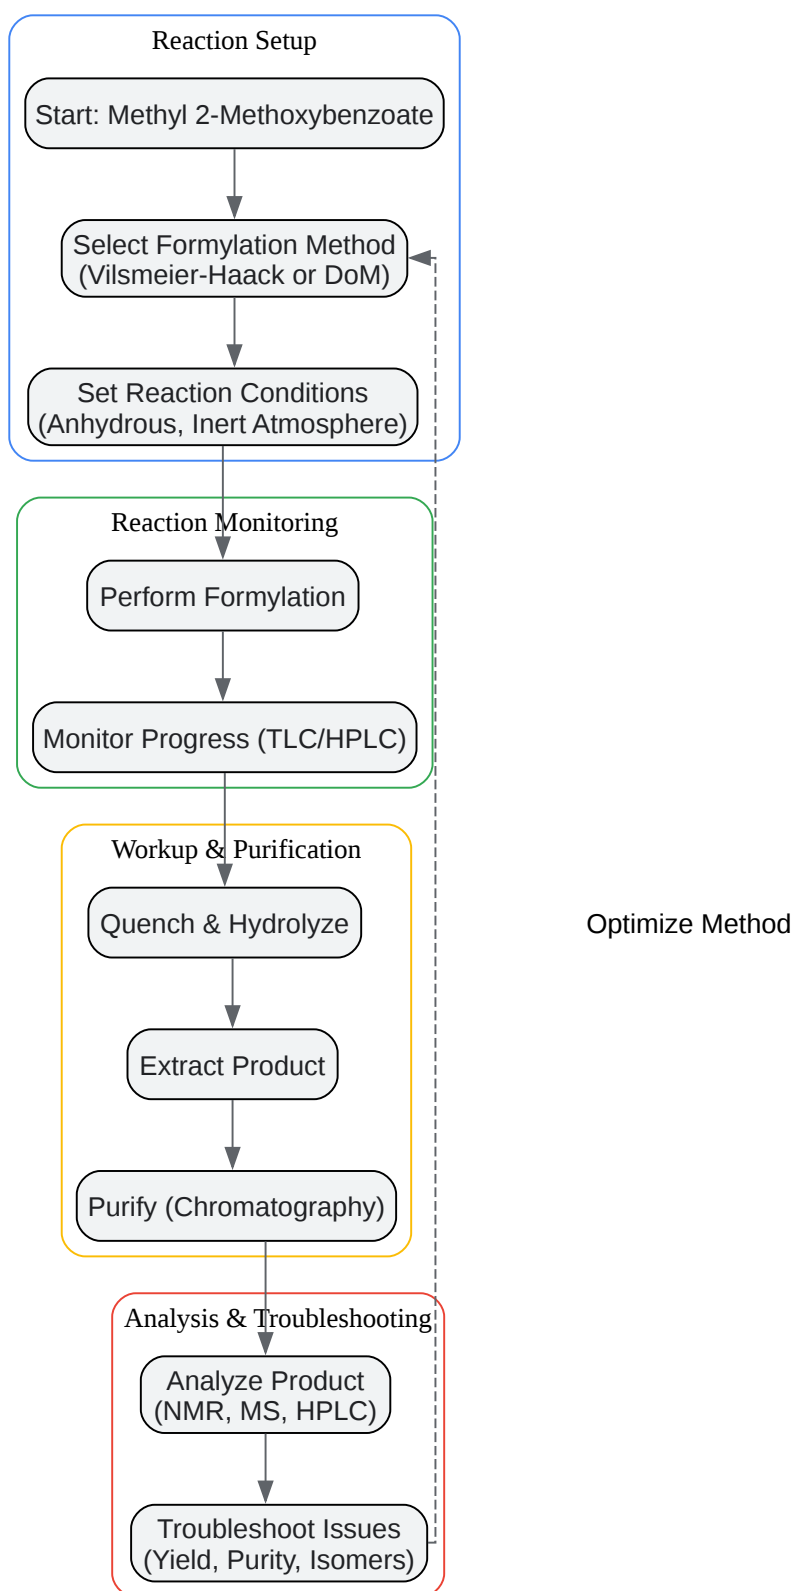 Reaction Setup
Start: Methyl 2-Methoxybenzoate
Select Formylation Method
(Vilsmeier-Haack or DoM)
Set Reaction Conditions
(Anhydrous, Inert Atmosphere)
Reaction Monitoring
Perform Formylation
Monitor Progress (TLC/HPLC)
Workup & Purification
Quench & Hydrolyze
Optimize Method
Extract Product
Purify (Chromatography)
Analysis & Troubleshooting
Analyze Product
(NMR, MS, HPLC)
Troubleshoot Issues
(Yield, Purity, Isomers)